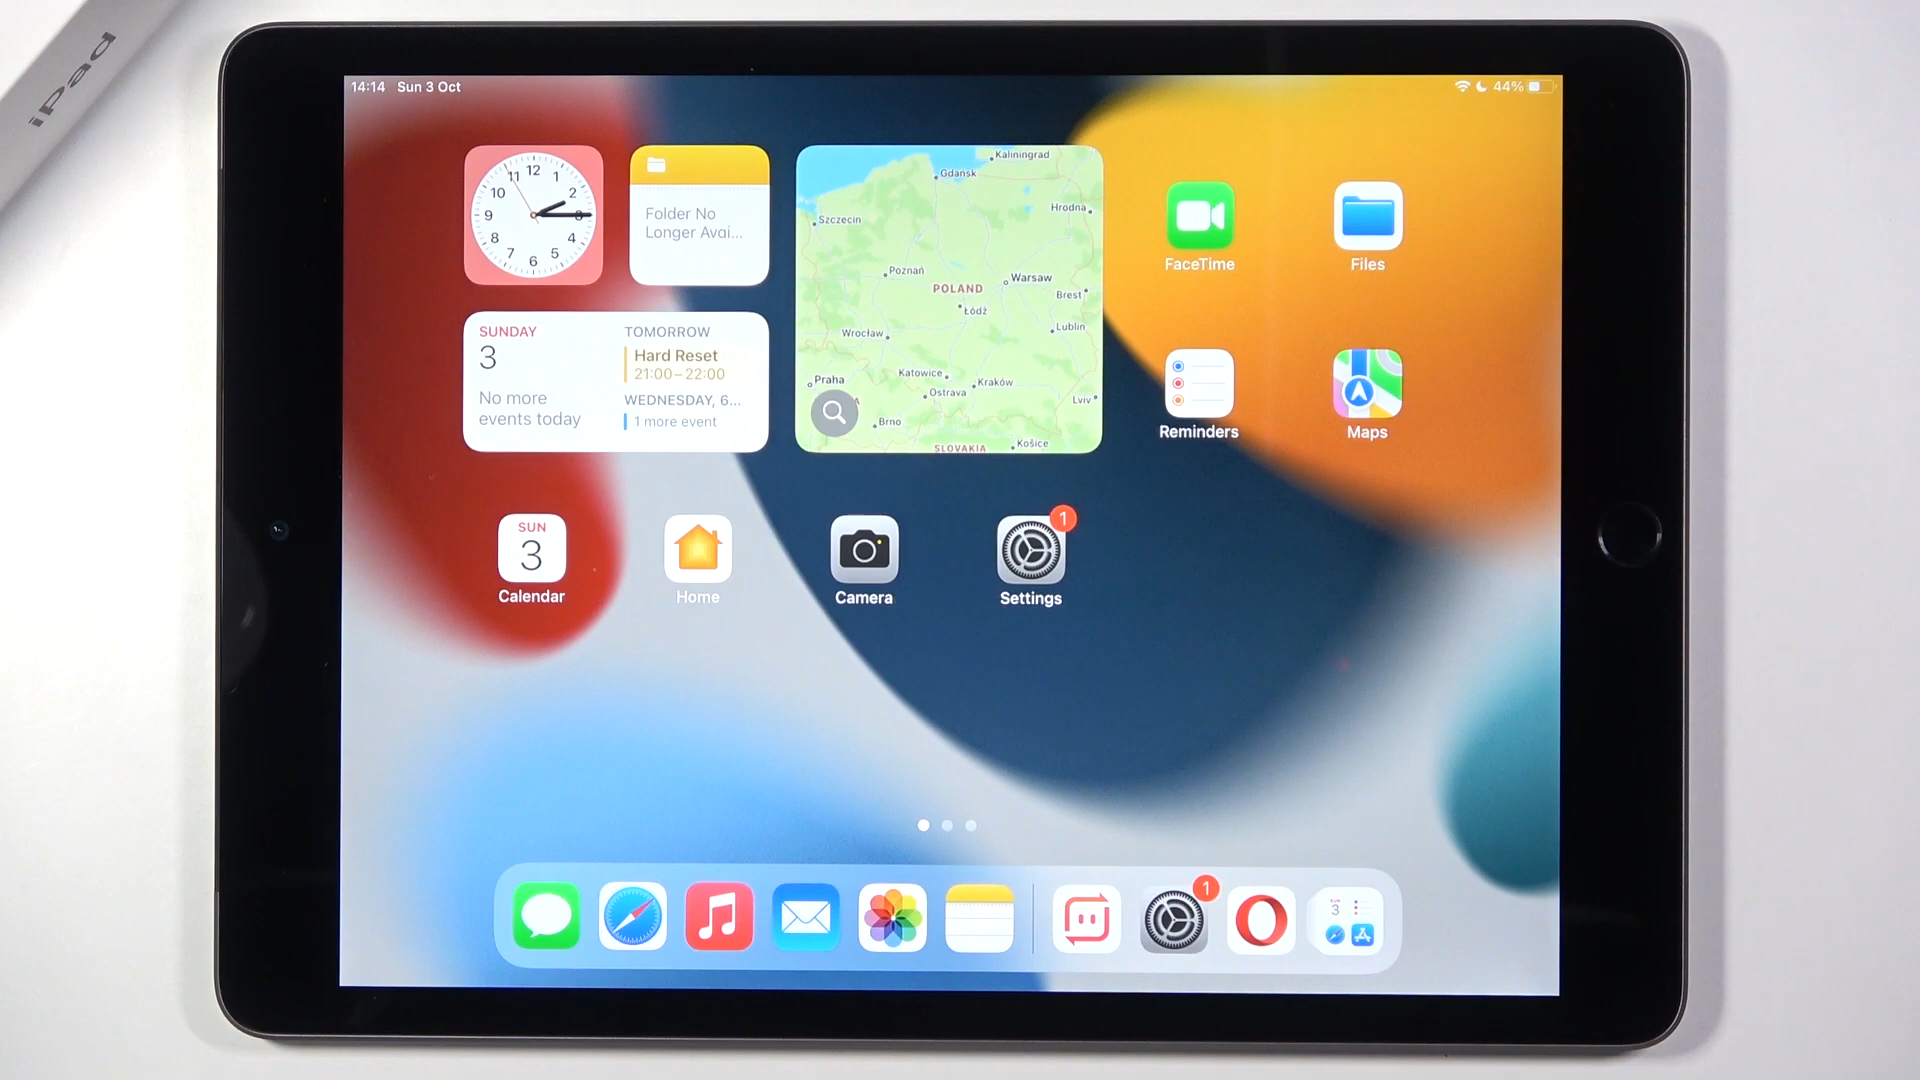 iPad
14:14 Sun 3 Oct
44%
12
11
1
10
2
9
3
8
4
7
5
6
Folder No
Longer Avai...
Kaliningrad
Gdansk
Hrodna
Szczecin
Poznań
Warsaw
POLAND
Brest
Łódź
Lublin
Wrocław
Katowice
Kraków
Praha
Ostrava
Lviv
Brno
SLOVAKIA
Košice
SUNDAY
3
No more
events today
TOMORROW
Hard Reset
21:00–22:00
WEDNESDAY, 6...
1 more event
FaceTime
Files
Reminders
Maps
SUN
3
Calendar
Home
Camera
1
Settings
1
SUN
3